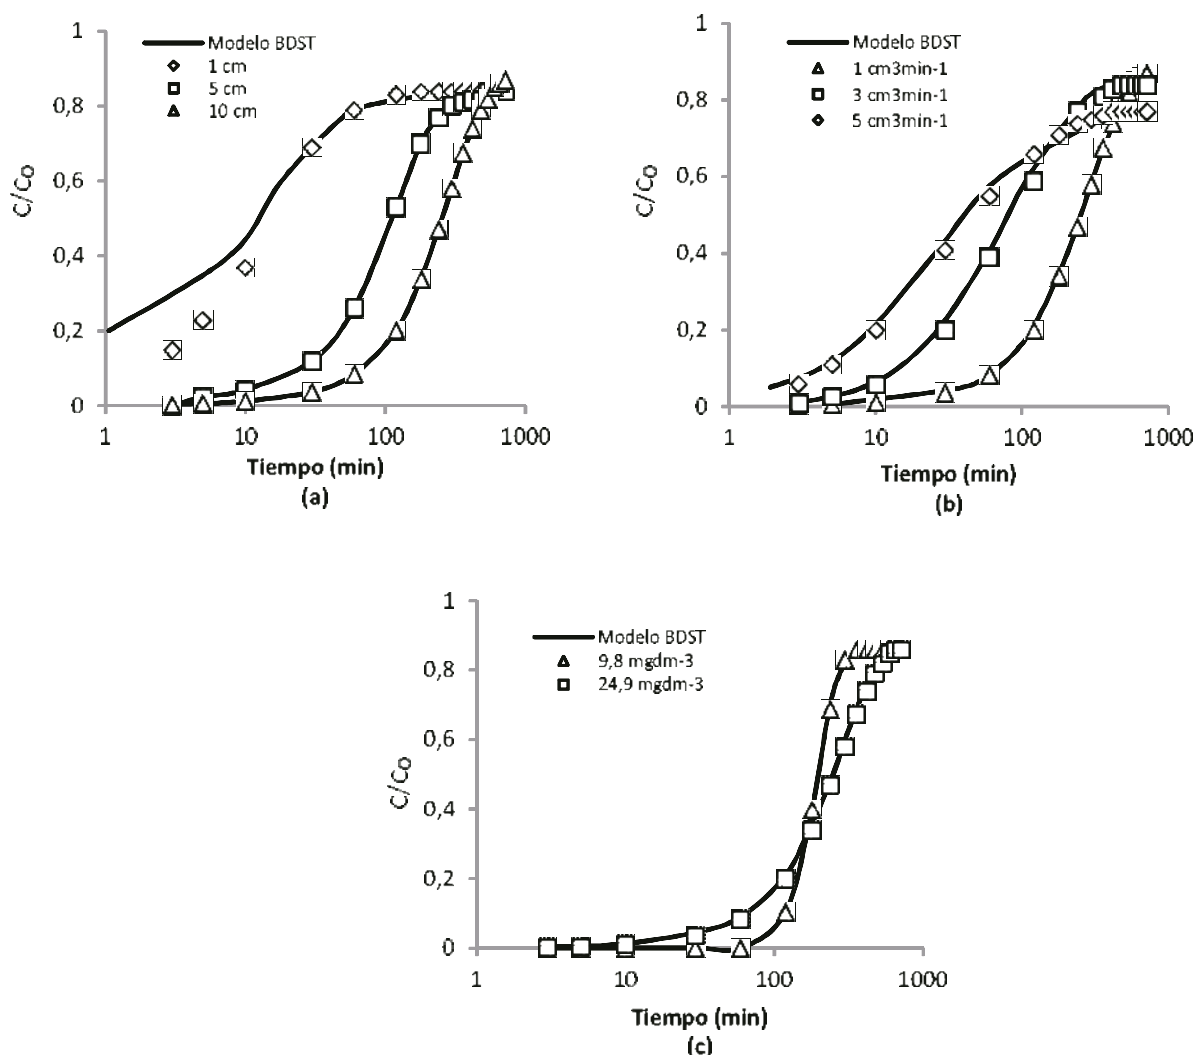 1
0,8
0,6
0,4
0,2
0
C/Co
Modelo BDST
1 cm
5 cm
10 cm
1
10
100
1000
Tiempo (min)
(a)
1
0,8
0,6
0,4
0,2
0
C/Co
Modelo BDST
1 cm3min-1
3 cm3min-1
5 cm3min-1
1
10
100
1000
Tiempo (min)
(b)
1
0,8
0,6
0,4
0,2
0
C/Co
Modelo BDST
9,8 mgdm-3
24,9 mgdm-3
1
10
100
1000
Tiempo (min)
(c)